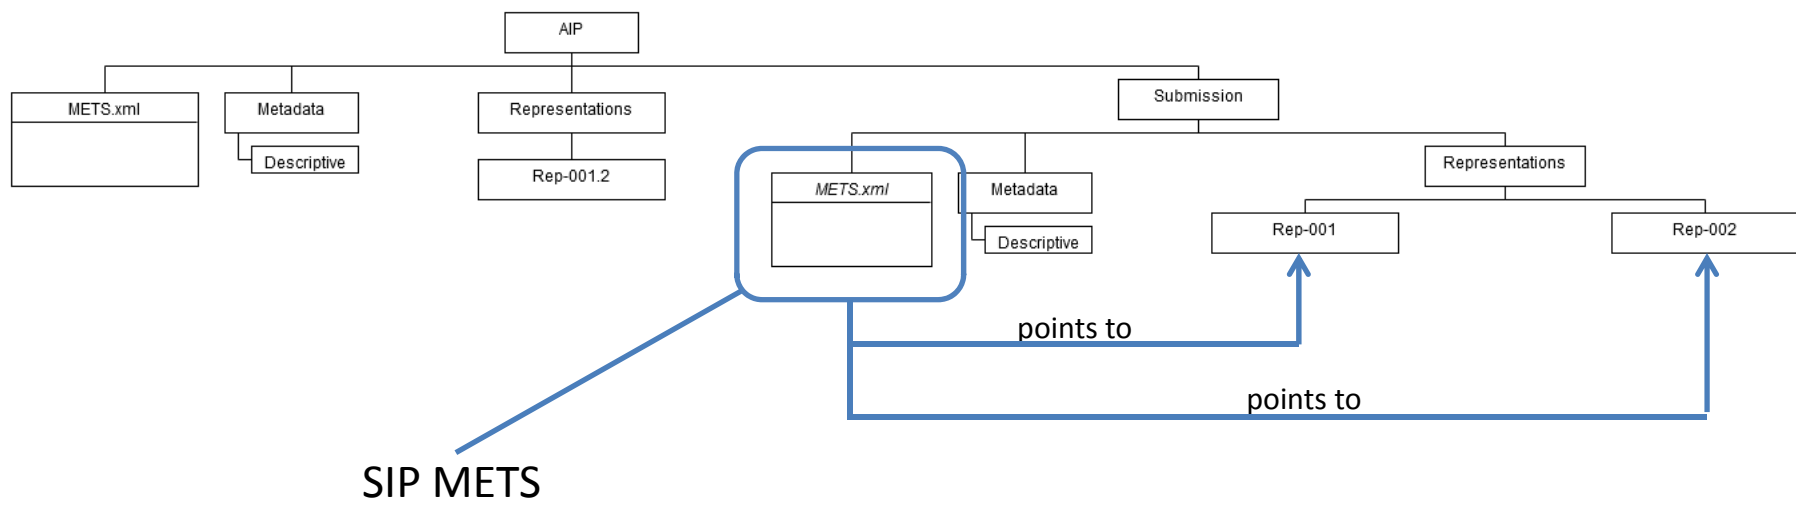 AIP
METS.xml
Metadata
Representations
Submission
Descriptive
Rep-001.2
METS.xml
Metadata
Representations
Descriptive
Rep-001
Rep-002
points to
points to
SIP METS